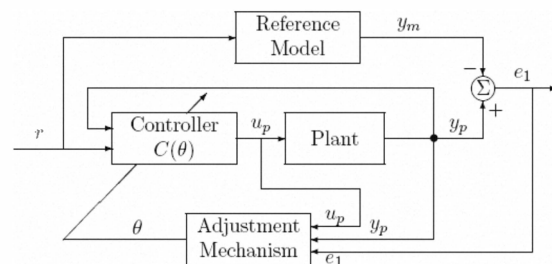 Reference
Model
y_m
−
e_1
Σ
+
r
Controller
C(θ)
u_p
Plant
y_p
θ
Adjustment
Mechanism
u_p
y_p
e_1